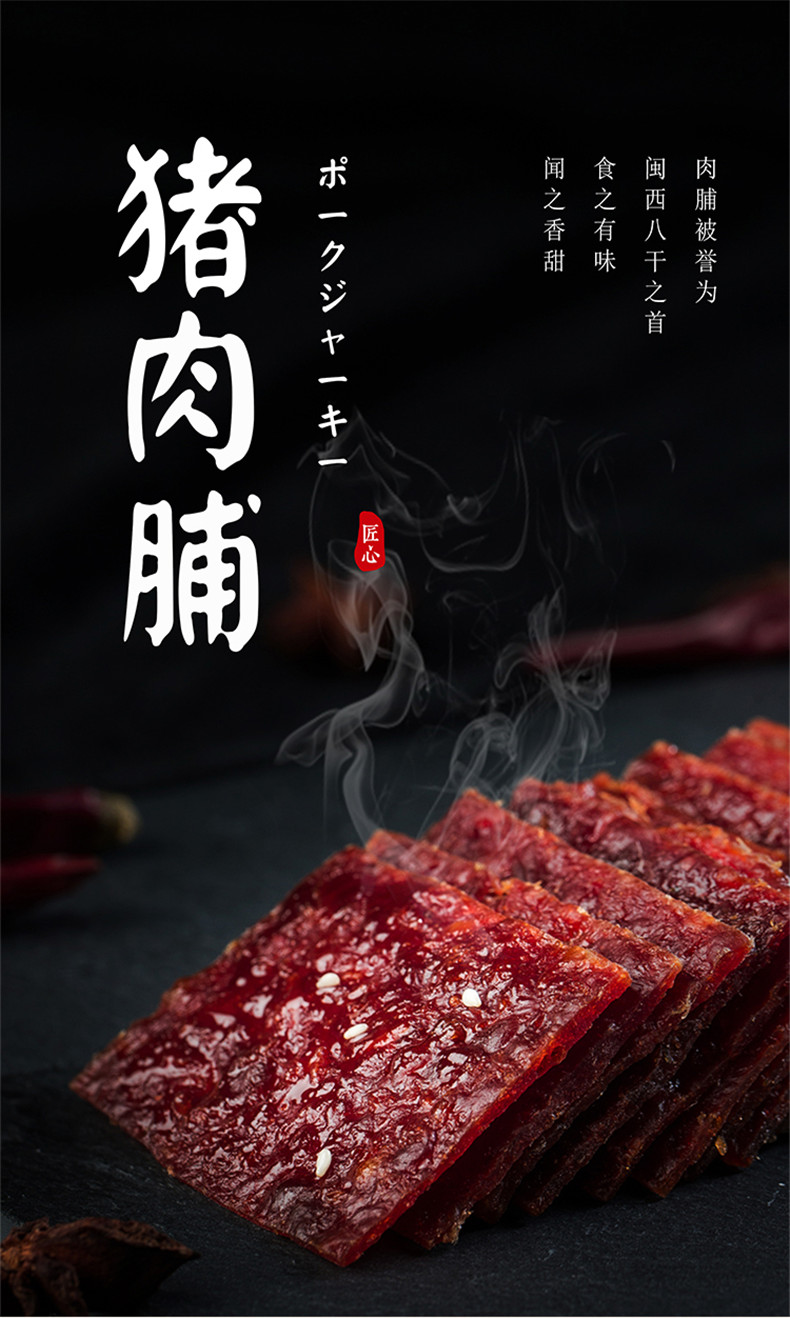 猪肉脯
ポークジャーキー
匠心
肉脯被誉为
闽西八干之首
食之有味
闻之香甜